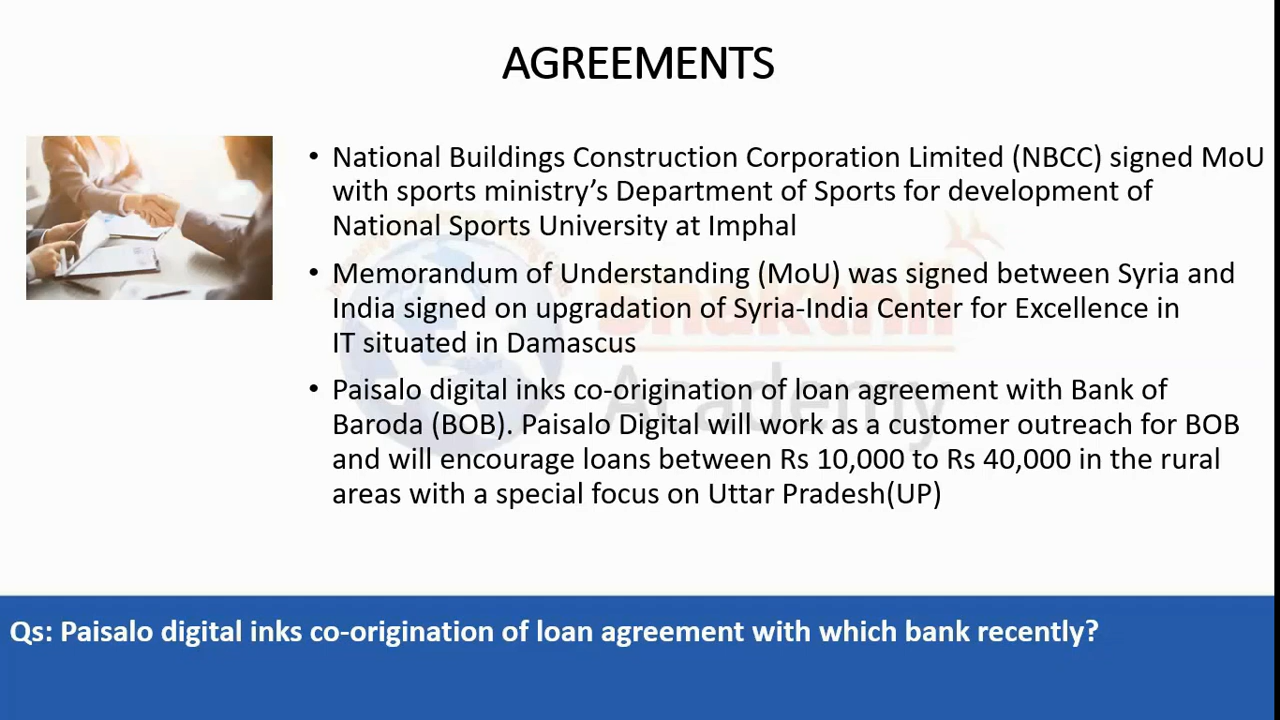 AGREEMENTS
• National Buildings Construction Corporation Limited (NBCC) signed MoU
with sports ministry’s Department of Sports for development of
National Sports University at Imphal
• Memorandum of Understanding (MoU) was signed between Syria and
India signed on upgradation of Syria-India Center for Excellence in
IT situated in Damascus
• Paisalo digital inks co-origination of loan agreement with Bank of
Baroda (BOB). Paisalo Digital will work as a customer outreach for BOB
and will encourage loans between Rs 10,000 to Rs 40,000 in the rural
areas with a special focus on Uttar Pradesh(UP)
Academy
Qs: Paisalo digital inks co-origination of loan agreement with which bank recently?